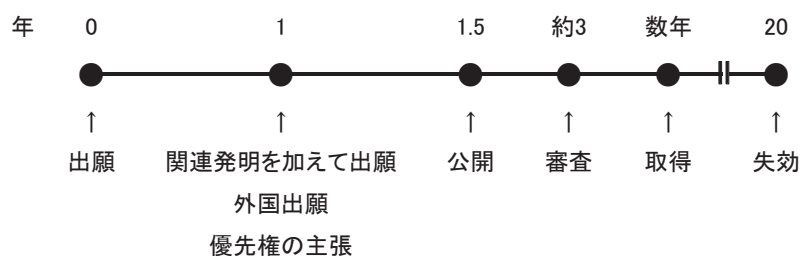 年 0 1 1.5 約3 数年 20
↑ ↑ ↑ ↑ ↑ ↑
出願 関連発明を加えて出願 公開 審査 取得 失効
外国出願
優先権の主張